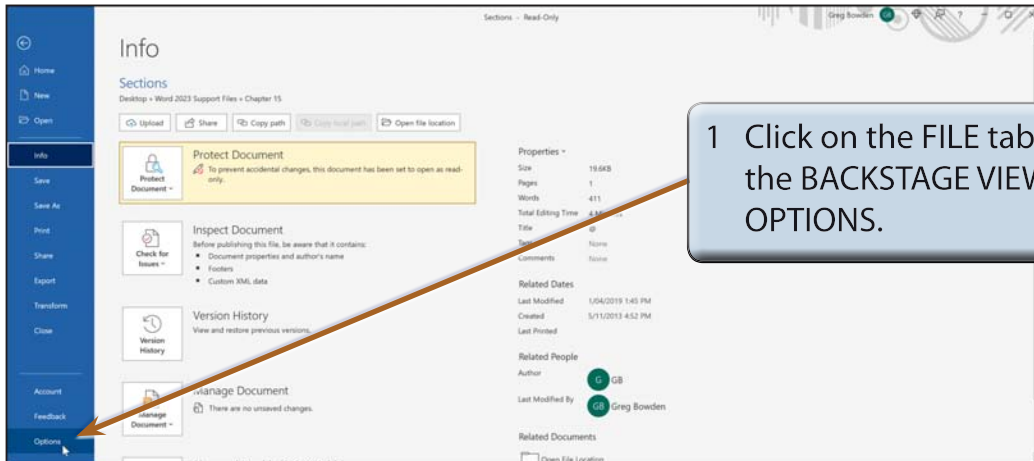 Sections - Read-Only
Greg Bowden GB ?
Info
Home
New
Open
Info
Save
Save As
Print
Share
Export
Transform
Close
Account
Feedback
Options
Sections
Desktop » Word 2023 Support Files » Chapter 15
Upload Share Copy path Copy local path Open file location
Protect Document
To prevent accidental changes, this document has been set to open as read-
only.
Protect
Document
Inspect Document
Before publishing this file, be aware that it contains:
Document properties and author's name
Footers
Custom XML data
Check for
Issues
Version History
View and restore previous versions.
Version
History
Manage Document
There are no unsaved changes.
Manage
Document
Properties
Size 19.6KB
Pages 1
Words 411
Total Editing Time 4
Title @
None
Comments None
Related Dates
Last Modified 1/04/2019 1:45 PM
Created 5/11/2013 4:52 PM
Last Printed
Related People
Author G GB
Last Modified By GB Greg Bowden
Related Documents
Open File Location
1 Click on the FILE tab
the BACKSTAGE VIEW
OPTIONS.